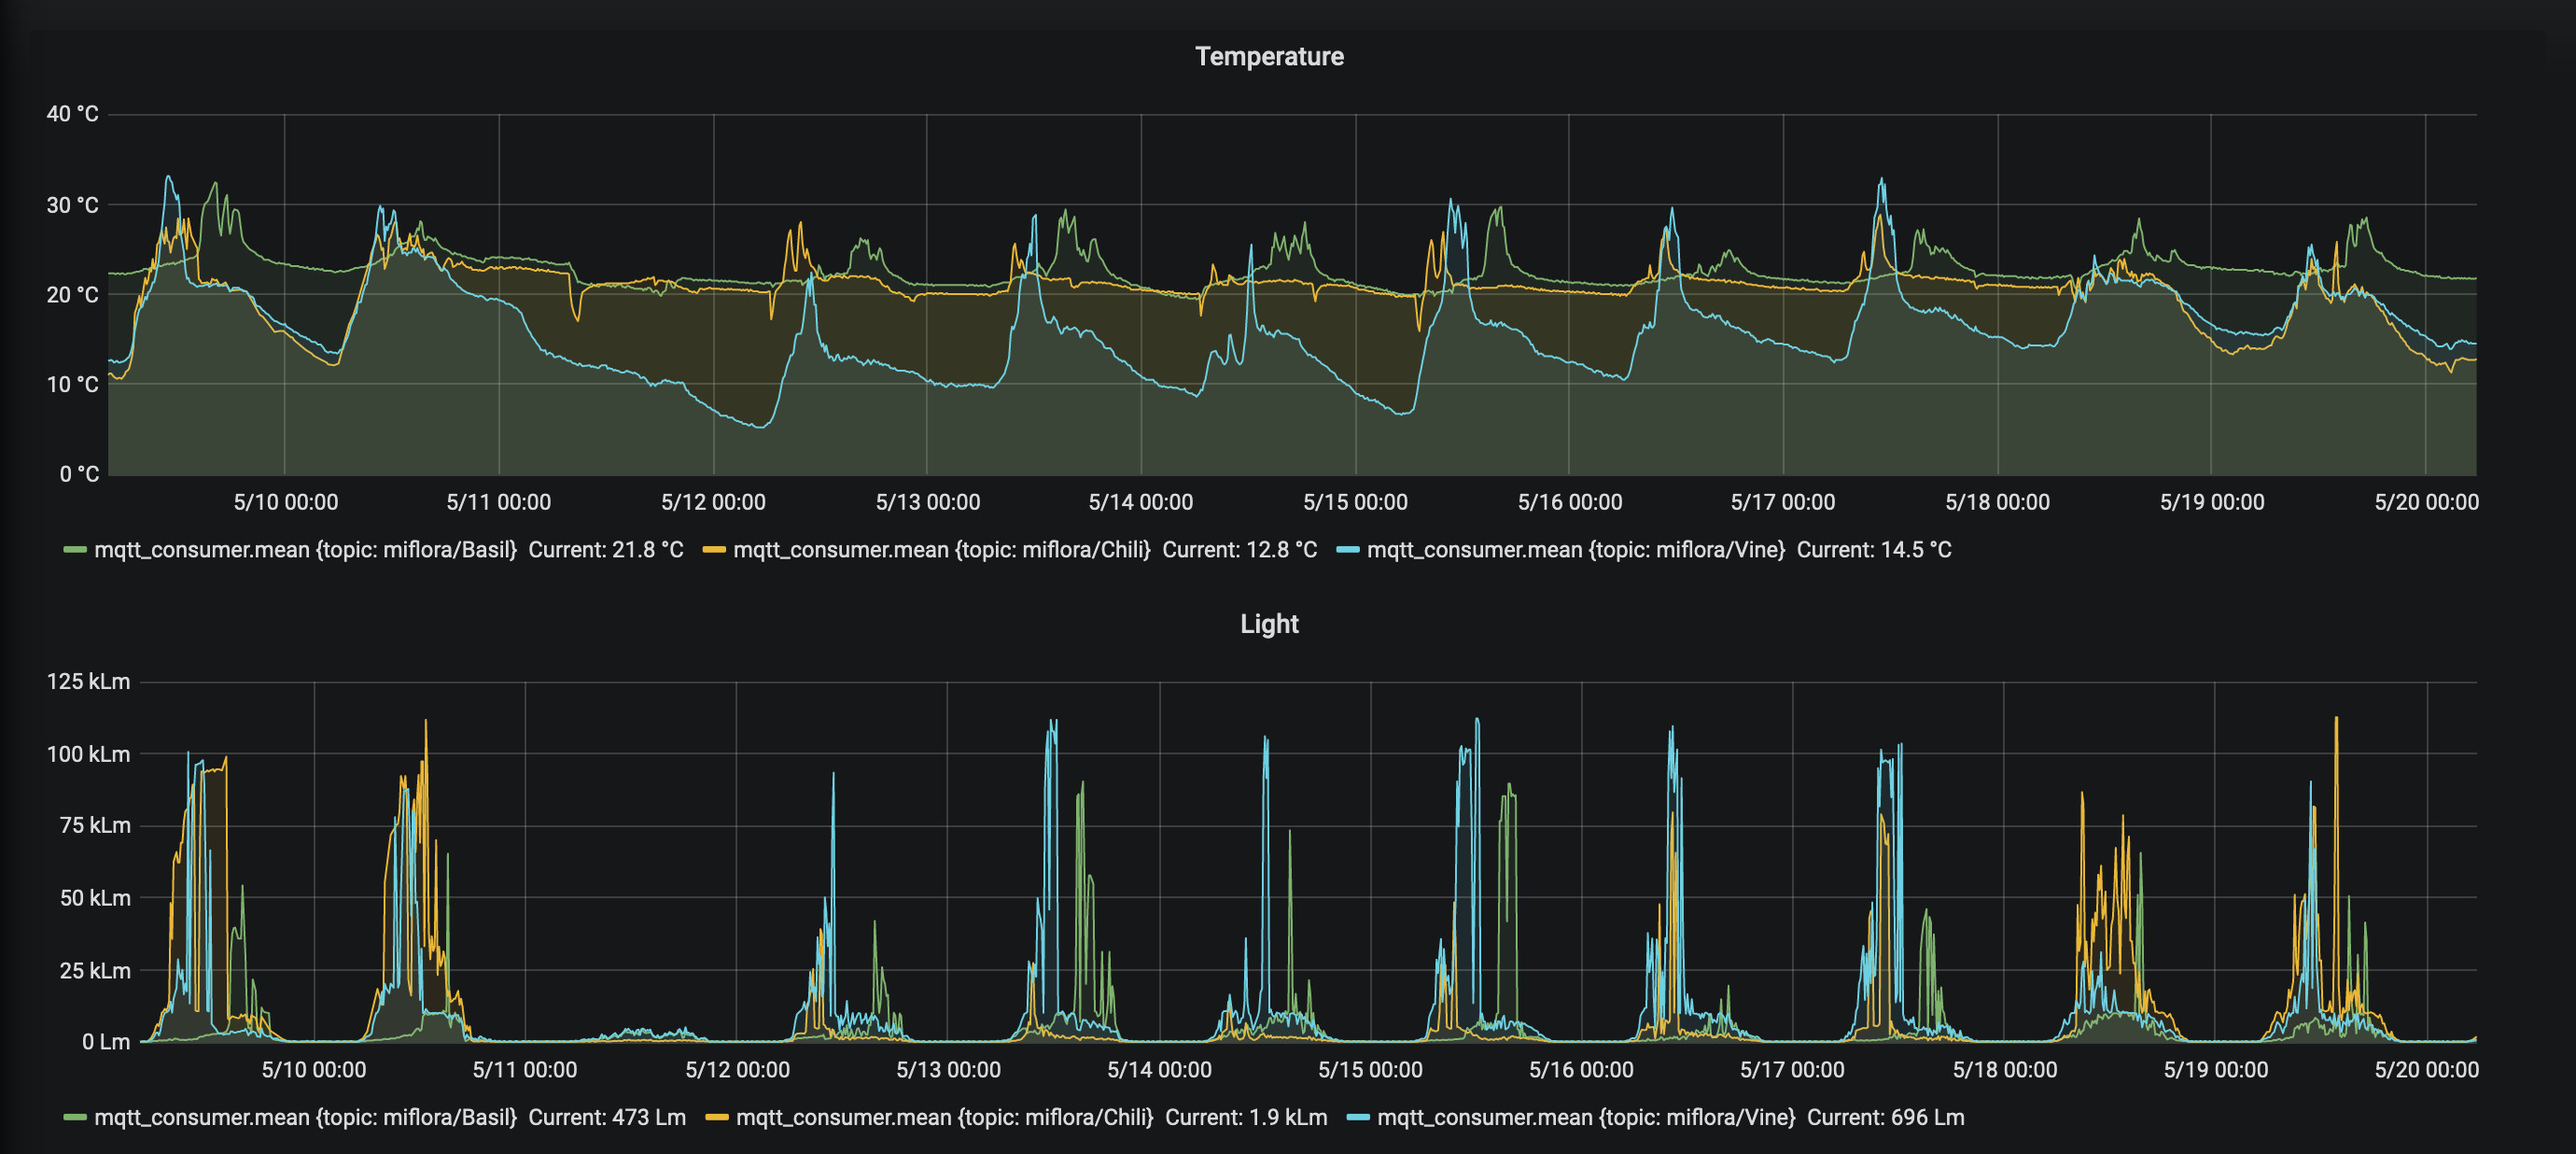 Temperature
40 °C
30 °C
20 °C
10 °C
0 °C
5/10 00:00 5/11 00:00 5/12 00:00 5/13 00:00 5/14 00:00 5/15 00:00 5/16 00:00 5/17 00:00 5/18 00:00 5/19 00:00 5/20 00:00
mqtt_consumer.mean {topic: miflora/Basil} Current: 21.8 °C mqtt_consumer.mean {topic: miflora/Chili} Current: 12.8 °C mqtt_consumer.mean {topic: miflora/Vine} Current: 14.5 °C
Light
125 kLm
100 kLm
75 kLm
50 kLm
25 kLm
0 Lm
5/10 00:00 5/11 00:00 5/12 00:00 5/13 00:00 5/14 00:00 5/15 00:00 5/16 00:00 5/17 00:00 5/18 00:00 5/19 00:00 5/20 00:00
mqtt_consumer.mean {topic: miflora/Basil} Current: 473 Lm mqtt_consumer.mean {topic: miflora/Chili} Current: 1.9 kLm mqtt_consumer.mean {topic: miflora/Vine} Current: 696 Lm